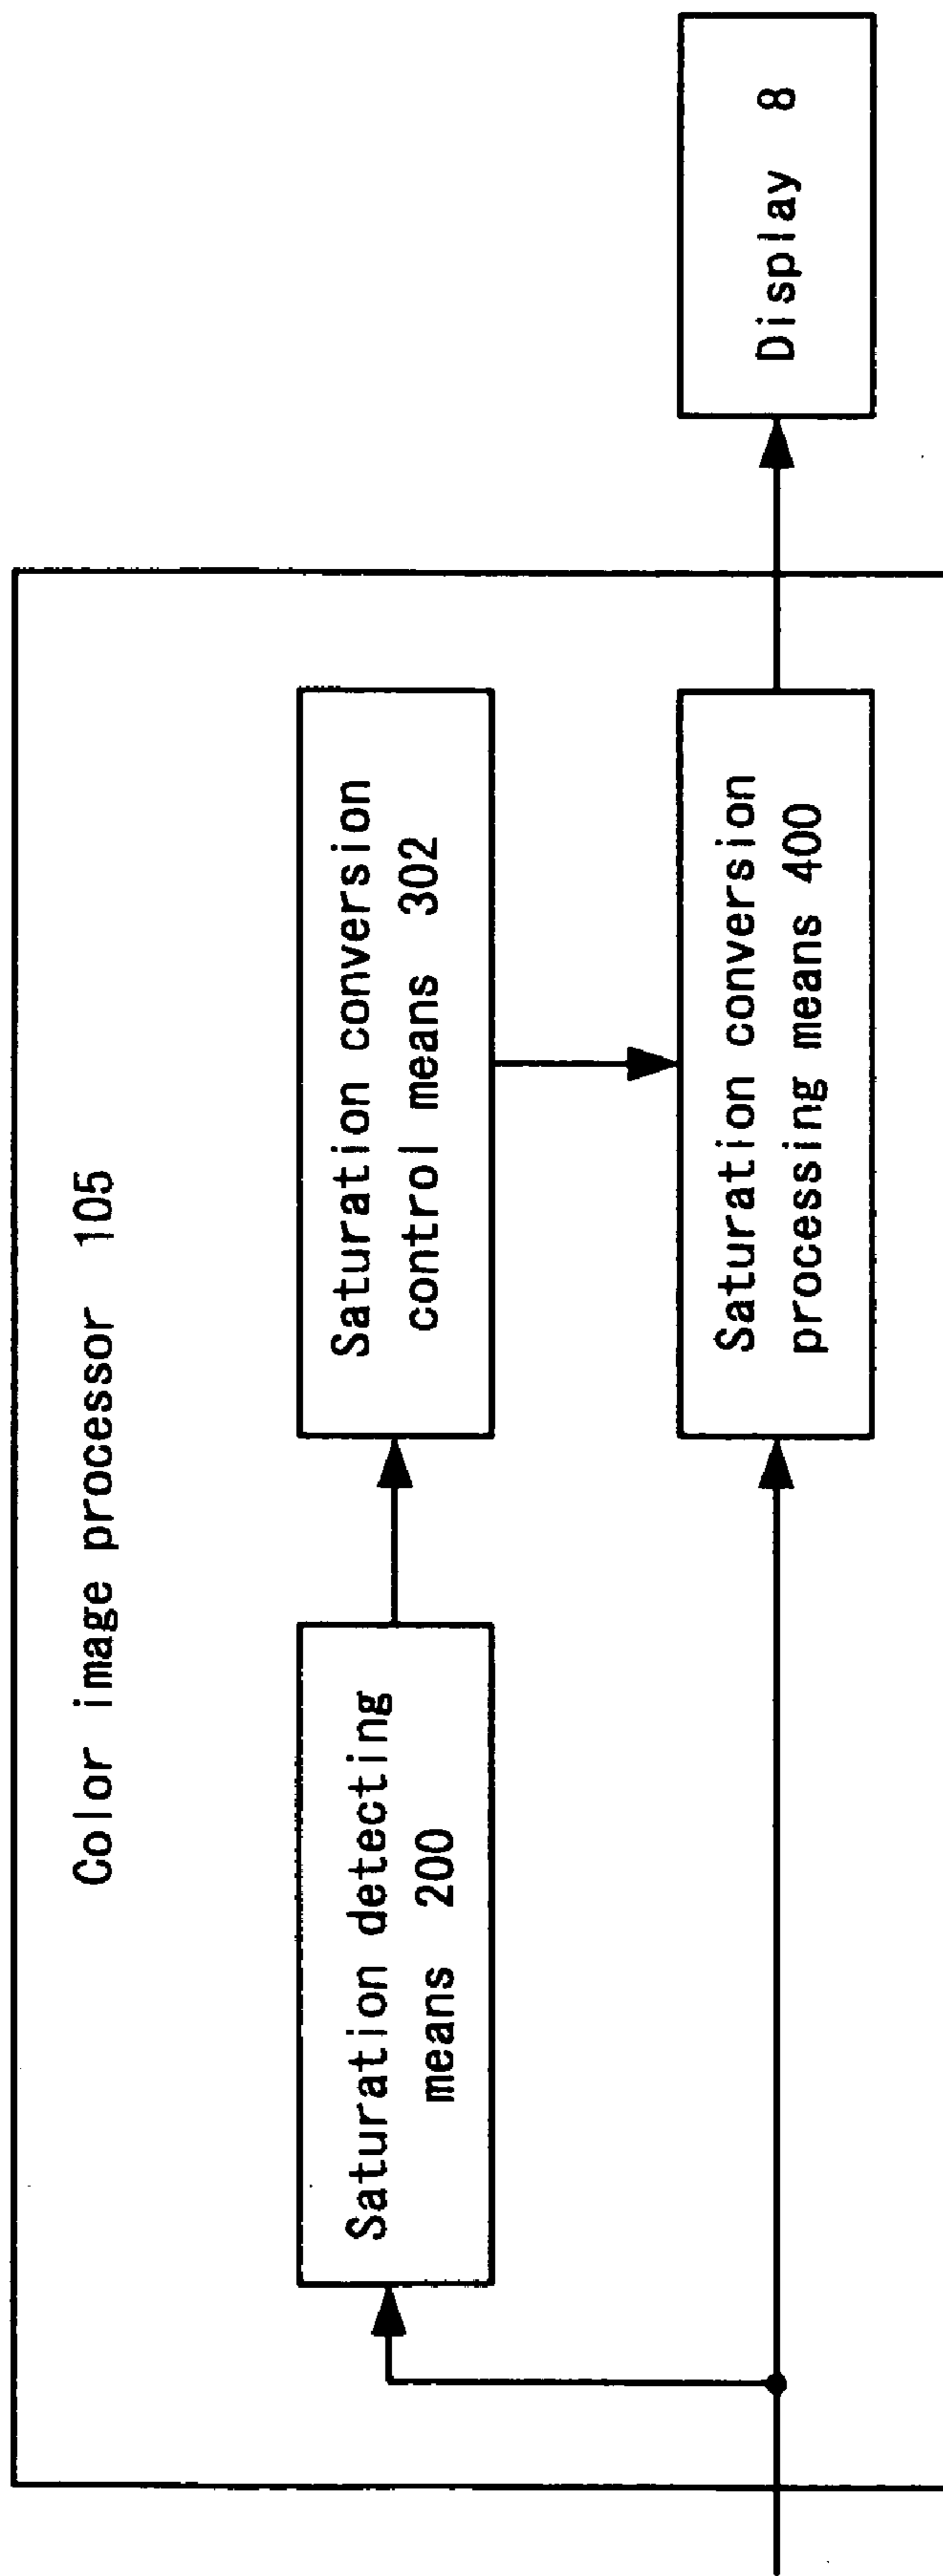 Color image processor 105
Saturation detecting
means 200
Saturation conversion
control means 302
Saturation conversion
processing means 400
Display 8